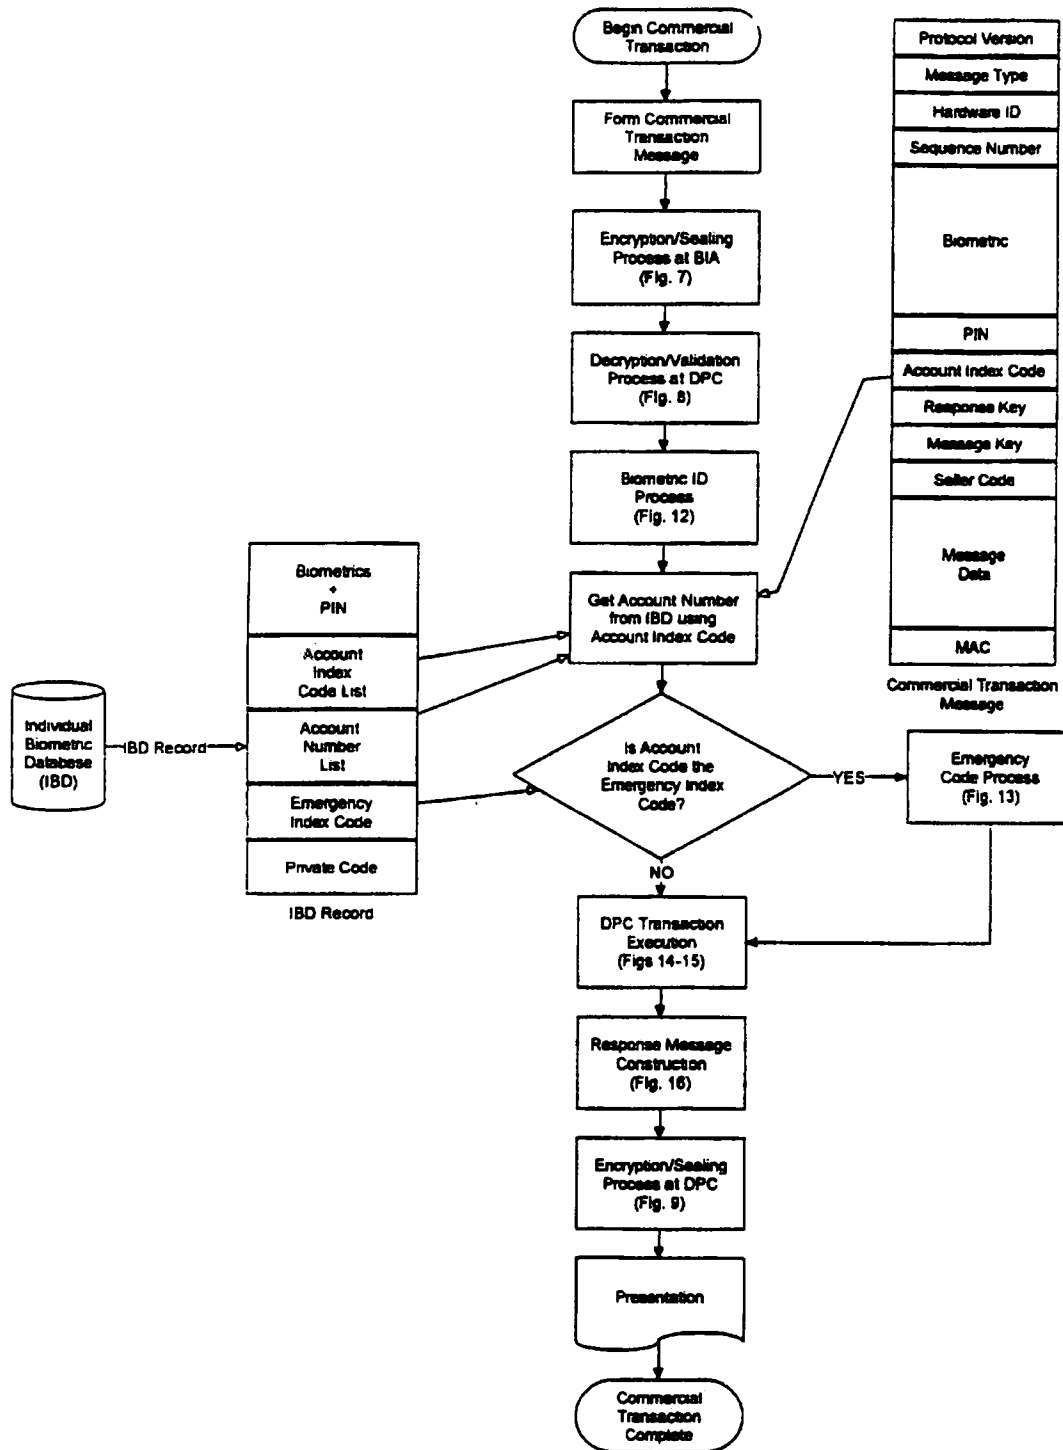 Begin Commercial
Transaction
Form Commercial
Transaction
Message
Encryption/Sealing
Process at BIA
(Fig. 7)
Decryption/Validation
Process at DPC
(Fig. 8)
Biometric ID
Process
(Fig. 12)
Get Account Number
from IBD using
Account Index Code
Is Account
Index Code the
Emergency Index
Code?
YES
NO
Emergency
Code Process
(Fig. 13)
DPC Transaction
Execution
(Figs 14-15)
Response Message
Construction
(Fig. 16)
Encryption/Sealing
Process at DPC
(Fig. 9)
Presentation
Commercial
Transaction
Complete
Individual
Biometric
Database
(IBD)
IBD Record
Biometrics
+
PIN
Account
Index
Code List
Account
Number
List
Emergency
Index Code
Private Code
IBD Record
Protocol Version
Message Type
Hardware ID
Sequence Number
Biometric
PIN
Account Index Code
Response Key
Message Key
Seller Code
Message
Data
MAC
Commercial Transaction
Message